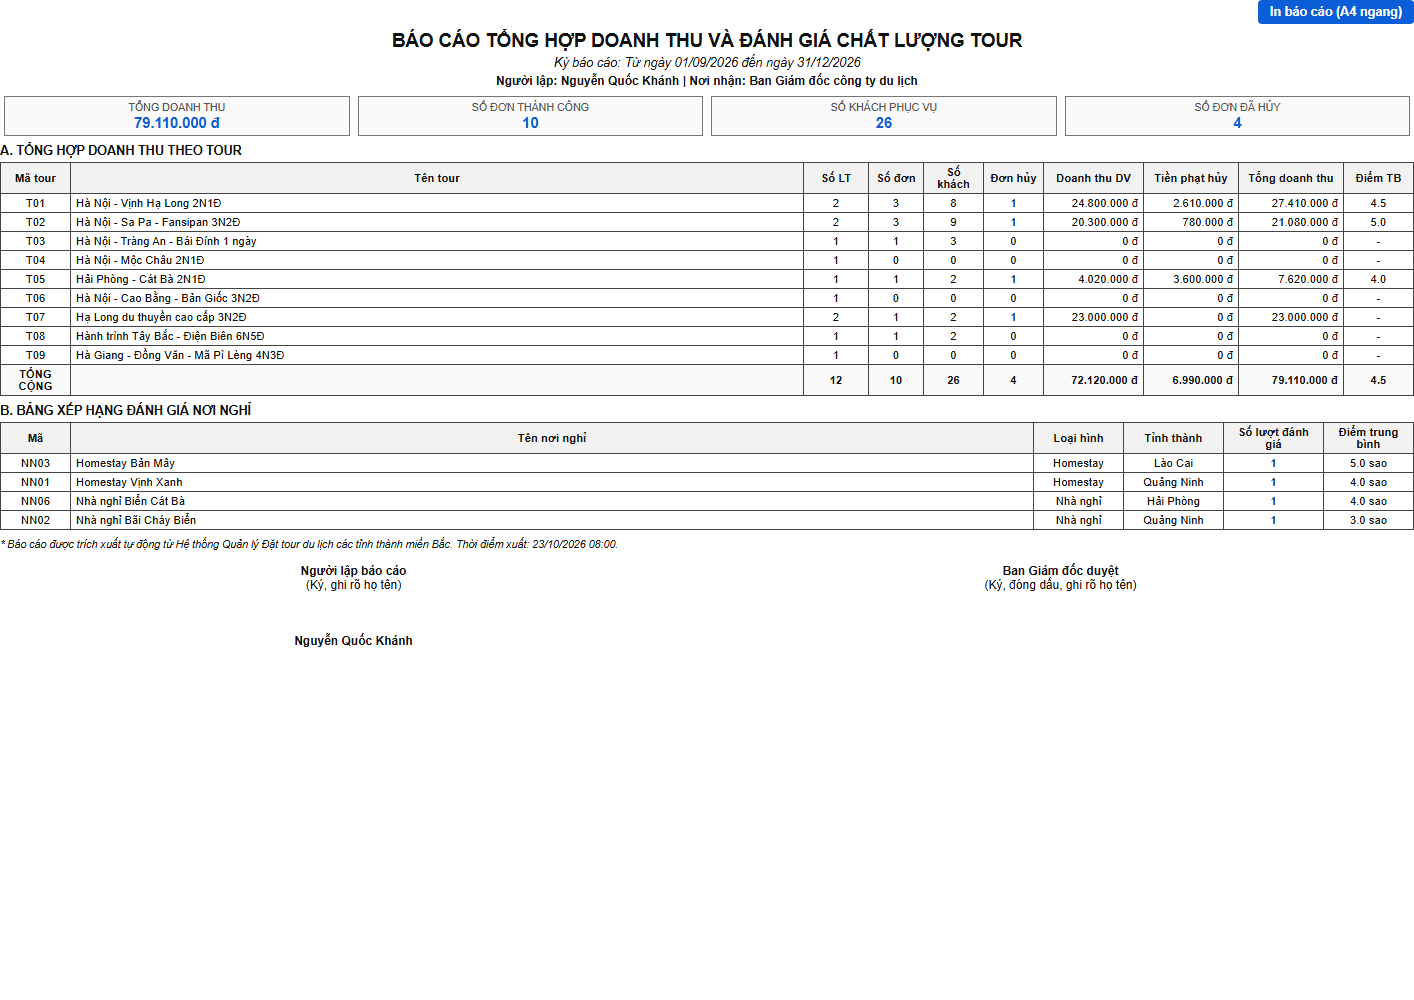 In báo cáo (A4 ngang)
BÁO CÁO TỔNG HỢP DOANH THU VÀ ĐÁNH GIÁ CHẤT LƯỢNG TOUR
Kỳ báo cáo: Từ ngày 01/09/2026 đến ngày 31/12/2026
Người lập: Nguyễn Quốc Khánh | Nơi nhận: Ban Giám đốc công ty du lịch
TỔNG DOANH THU SỐ ĐƠN THÀNH CÔNG SỐ KHÁCH PHỤC VỤ SỐ ĐƠN ĐÃ HỦY
79.110.000 đ 10 26 4
A. TỔNG HỢP DOANH THU THEO TOUR
Mã tour Tên tour Số LT Số đơn Số khách Đơn hủy Doanh thu DV Tiền phạt hủy Tổng doanh thu Điểm TB
T01 Hà Nội - Vịnh Hạ Long 2N1Đ 2 3 8 1 24.800.000 đ 2.610.000 đ 27.410.000 đ 4.5
T02 Hà Nội - Sa Pa - Fansipan 3N2Đ 2 3 9 1 20.300.000 đ 780.000 đ 21.080.000 đ 5.0
T03 Hà Nội - Tràng An - Bái Đính 1 ngày 1 1 3 0 0 đ 0 đ 0 đ -
T04 Hà Nội - Mộc Châu 2N1Đ 1 0 0 0 0 đ 0 đ 0 đ -
T05 Hải Phòng - Cát Bà 2N1Đ 1 1 2 1 4.020.000 đ 3.600.000 đ 7.620.000 đ 4.0
T06 Hà Nội - Cao Bằng - Bản Giốc 3N2Đ 1 0 0 0 0 đ 0 đ 0 đ -
T07 Hạ Long du thuyền cao cấp 3N2Đ 2 1 2 1 23.000.000 đ 0 đ 23.000.000 đ -
T08 Hành trình Tây Bắc - Điện Biên 6N5Đ 1 1 2 0 0 đ 0 đ 0 đ -
T09 Hà Giang - Đồng Văn - Mã Pì Lèng 4N3Đ 1 0 0 0 0 đ 0 đ 0 đ -
TỔNG CỘNG 12 10 26 4 72.120.000 đ 6.990.000 đ 79.110.000 đ 4.5
B. BẢNG XẾP HẠNG ĐÁNH GIÁ NƠI NGHỈ
Mã Tên nơi nghỉ Loại hình Tỉnh thành Số lượt đánh giá Điểm trung bình
NN03 Homestay Bản Mây Homestay Lào Cai 1 5.0 sao
NN01 Homestay Vịnh Xanh Homestay Quảng Ninh 1 4.0 sao
NN06 Nhà nghỉ Biển Cát Bà Nhà nghỉ Hải Phòng 1 4.0 sao
NN02 Nhà nghỉ Bãi Cháy Biển Nhà nghỉ Quảng Ninh 1 3.0 sao
* Báo cáo được trích xuất tự động từ Hệ thống Quản lý Đặt tour du lịch các tỉnh thành miền Bắc. Thời điểm xuất: 23/10/2026 08:00.
Người lập báo cáo Ban Giám đốc duyệt
(Ký, ghi rõ họ tên) (Ký, đóng dấu, ghi rõ họ tên)
Nguyễn Quốc Khánh